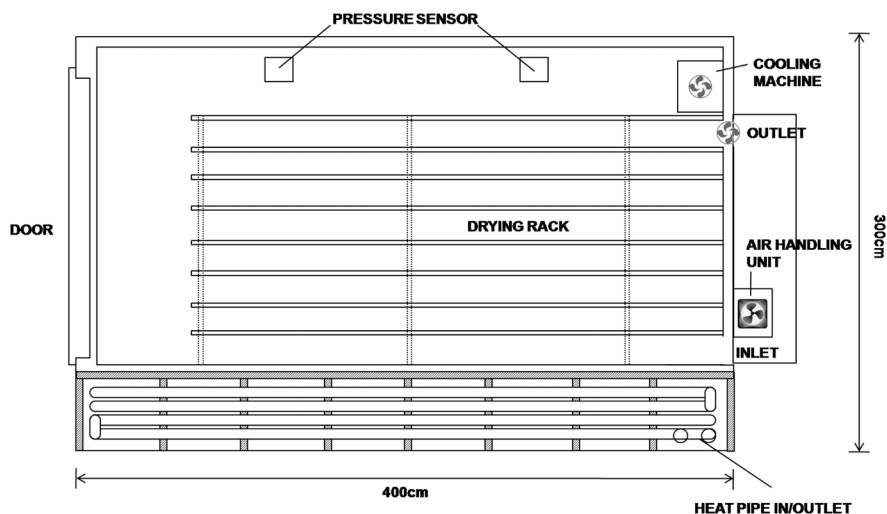 PRESSURE SENSOR
COOLING
MACHINE
OUTLET
DOOR
DRYING RACK
AIR HANDLING
UNIT
300cm
INLET
400cm
HEAT PIPE IN/OUTLET